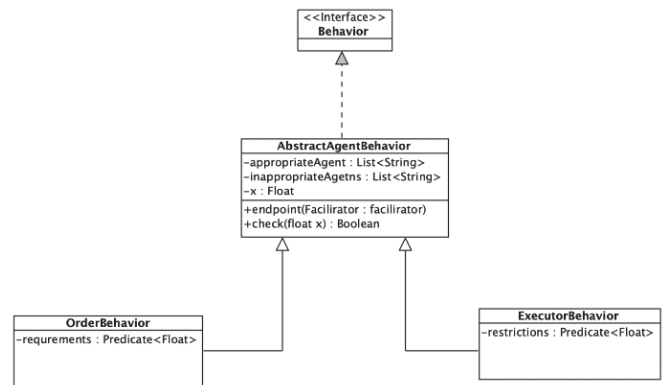 <<Interface>>
Behavior
AbstractAgentBehavior
-appropriateAgent : List<String>
-inappropriateAgetns : List<String>
-x : Float
+endpoint(Facilirator : facilirator)
+check(float x) : Boolean
OrderBehavior
-requrements : Predicate<Float>
ExecutorBehavior
-restrictions : Predicate<Float>